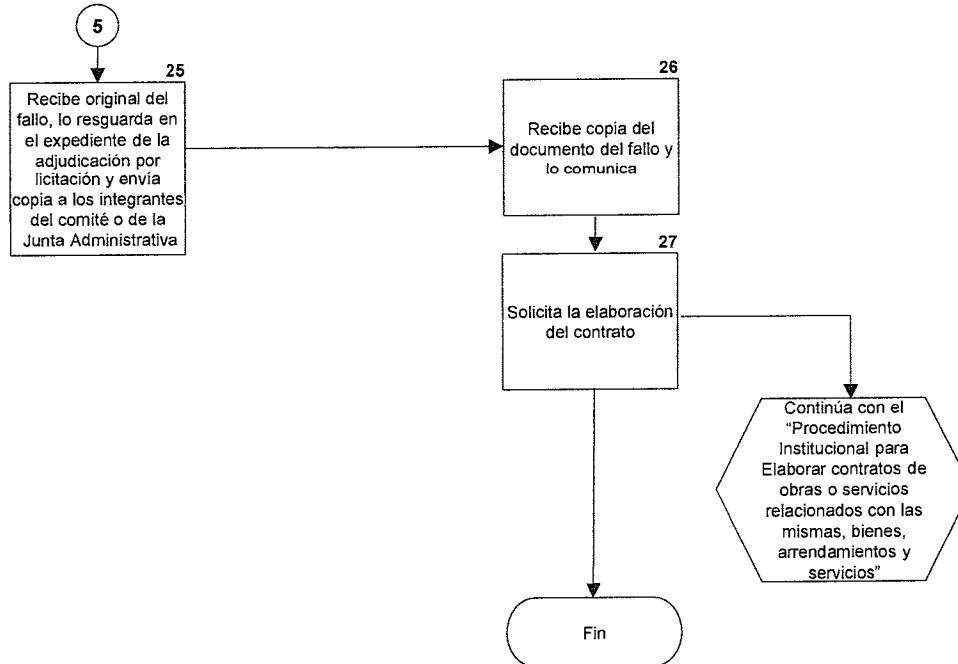 5
25
Recibe original del
fallo, lo resguarda en
el expediente de la
adjudicación por
licitación y envía
copia a los integrantes
del comité o de la
Junta Administrativa
26
Recibe copia del
documento del fallo y
lo comunica
27
Solicita la elaboración
del contrato
Continúa con el
“Procedimiento
Institucional para
Elaborar contratos de
obras o servicios
relacionados con las
mismas, bienes,
arrendamientos y
servicios”
Fin